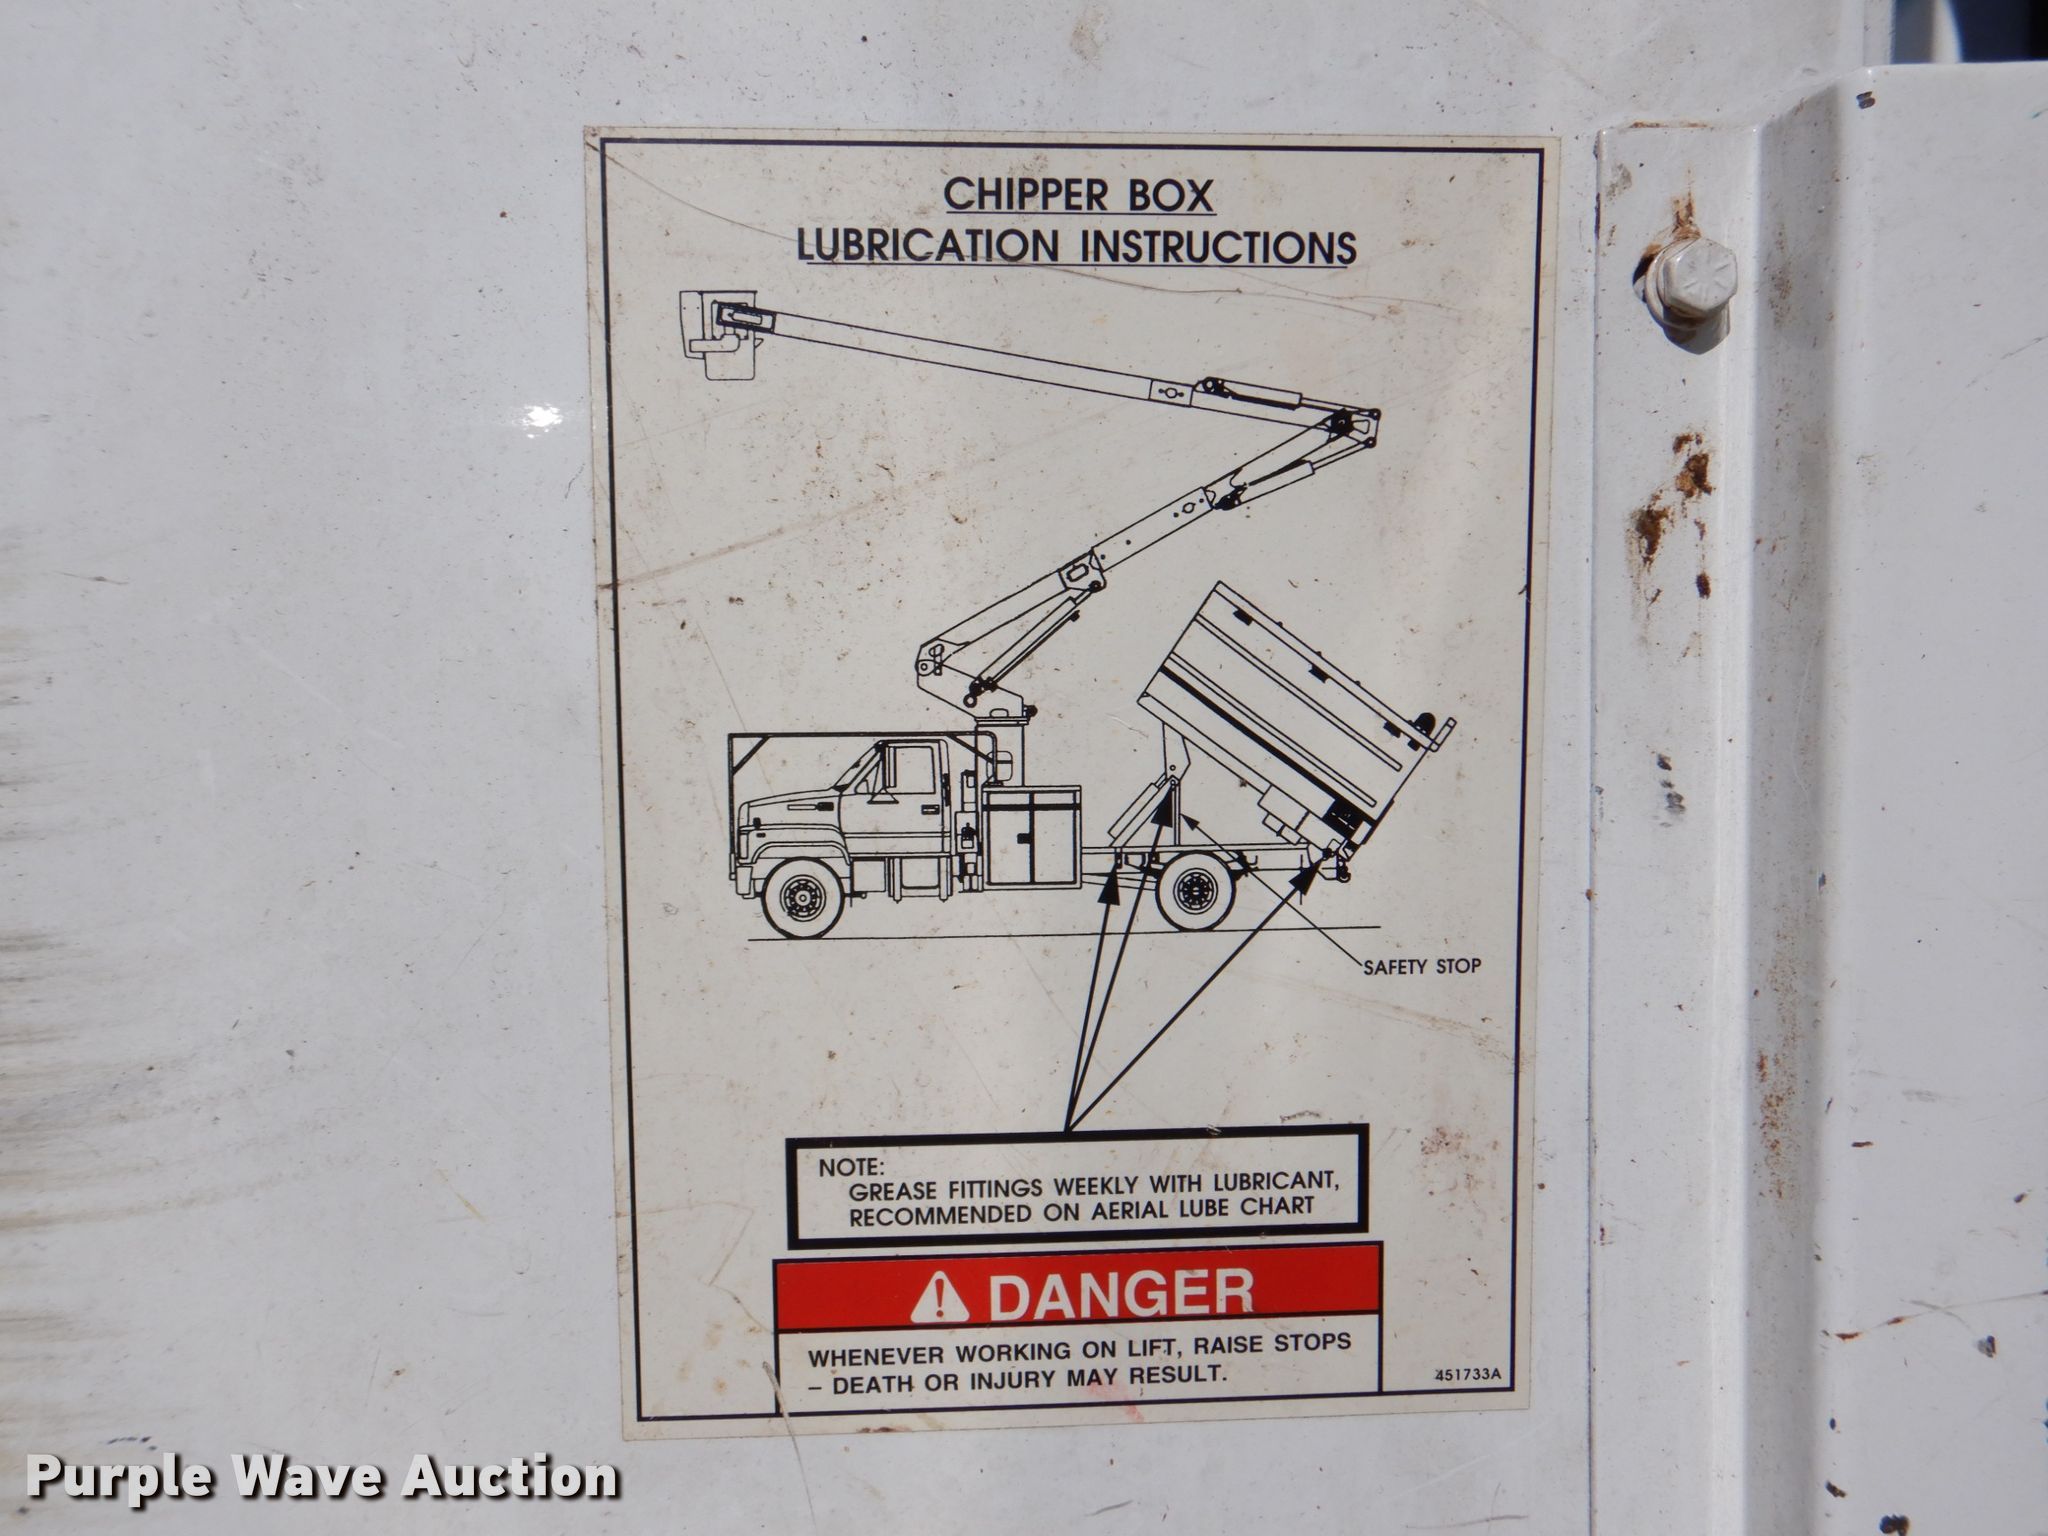 CHIPPER BOX
LUBRICATION INSTRUCTIONS
SAFETY STOP
NOTE:
GREASE FITTINGS WEEKLY WITH LUBRICANT,
RECOMMENDED ON AERIAL LUBE CHART
DANGER
WHENEVER WORKING ON LIFT, RAISE STOPS
– DEATH OR INJURY MAY RESULT.
451733A
Purple Wave Auction